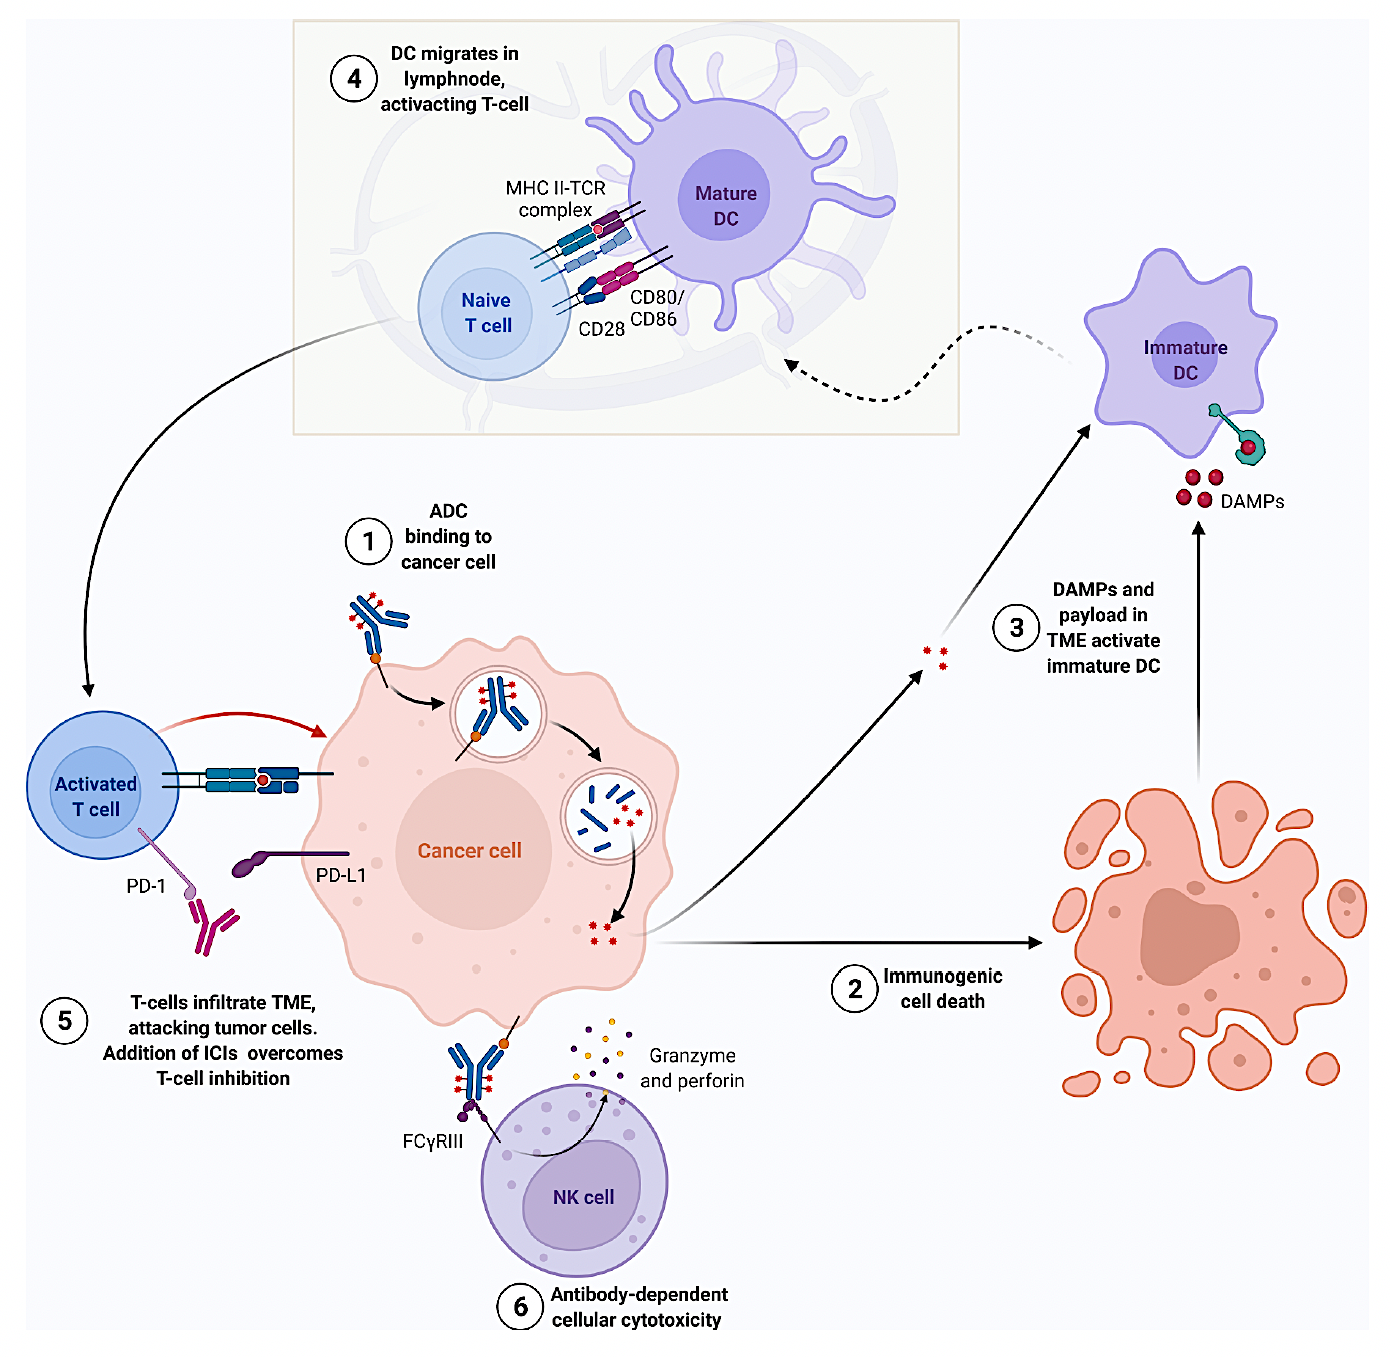 4
DC migrates in
lymphnode,
activacting T-cell
MHC II-TCR
complex
Mature
DC
Naive
T cell
CD80/
CD86
CD28
Immature
DC
DAMPs
1
ADC
binding to
cancer cell
3
DAMPs and
payload in
TME activate
immature DC
Activated
T cell
Cancer cell
PD-1
PD-L1
2
Immunogenic
cell death
5
T-cells infiltrate TME,
attacking tumor cells.
Addition of ICIs overcomes
T-cell inhibition
Granzyme
and perforin
FCγRIII
NK cell
6
Antibody-dependent
cellular cytotoxicity